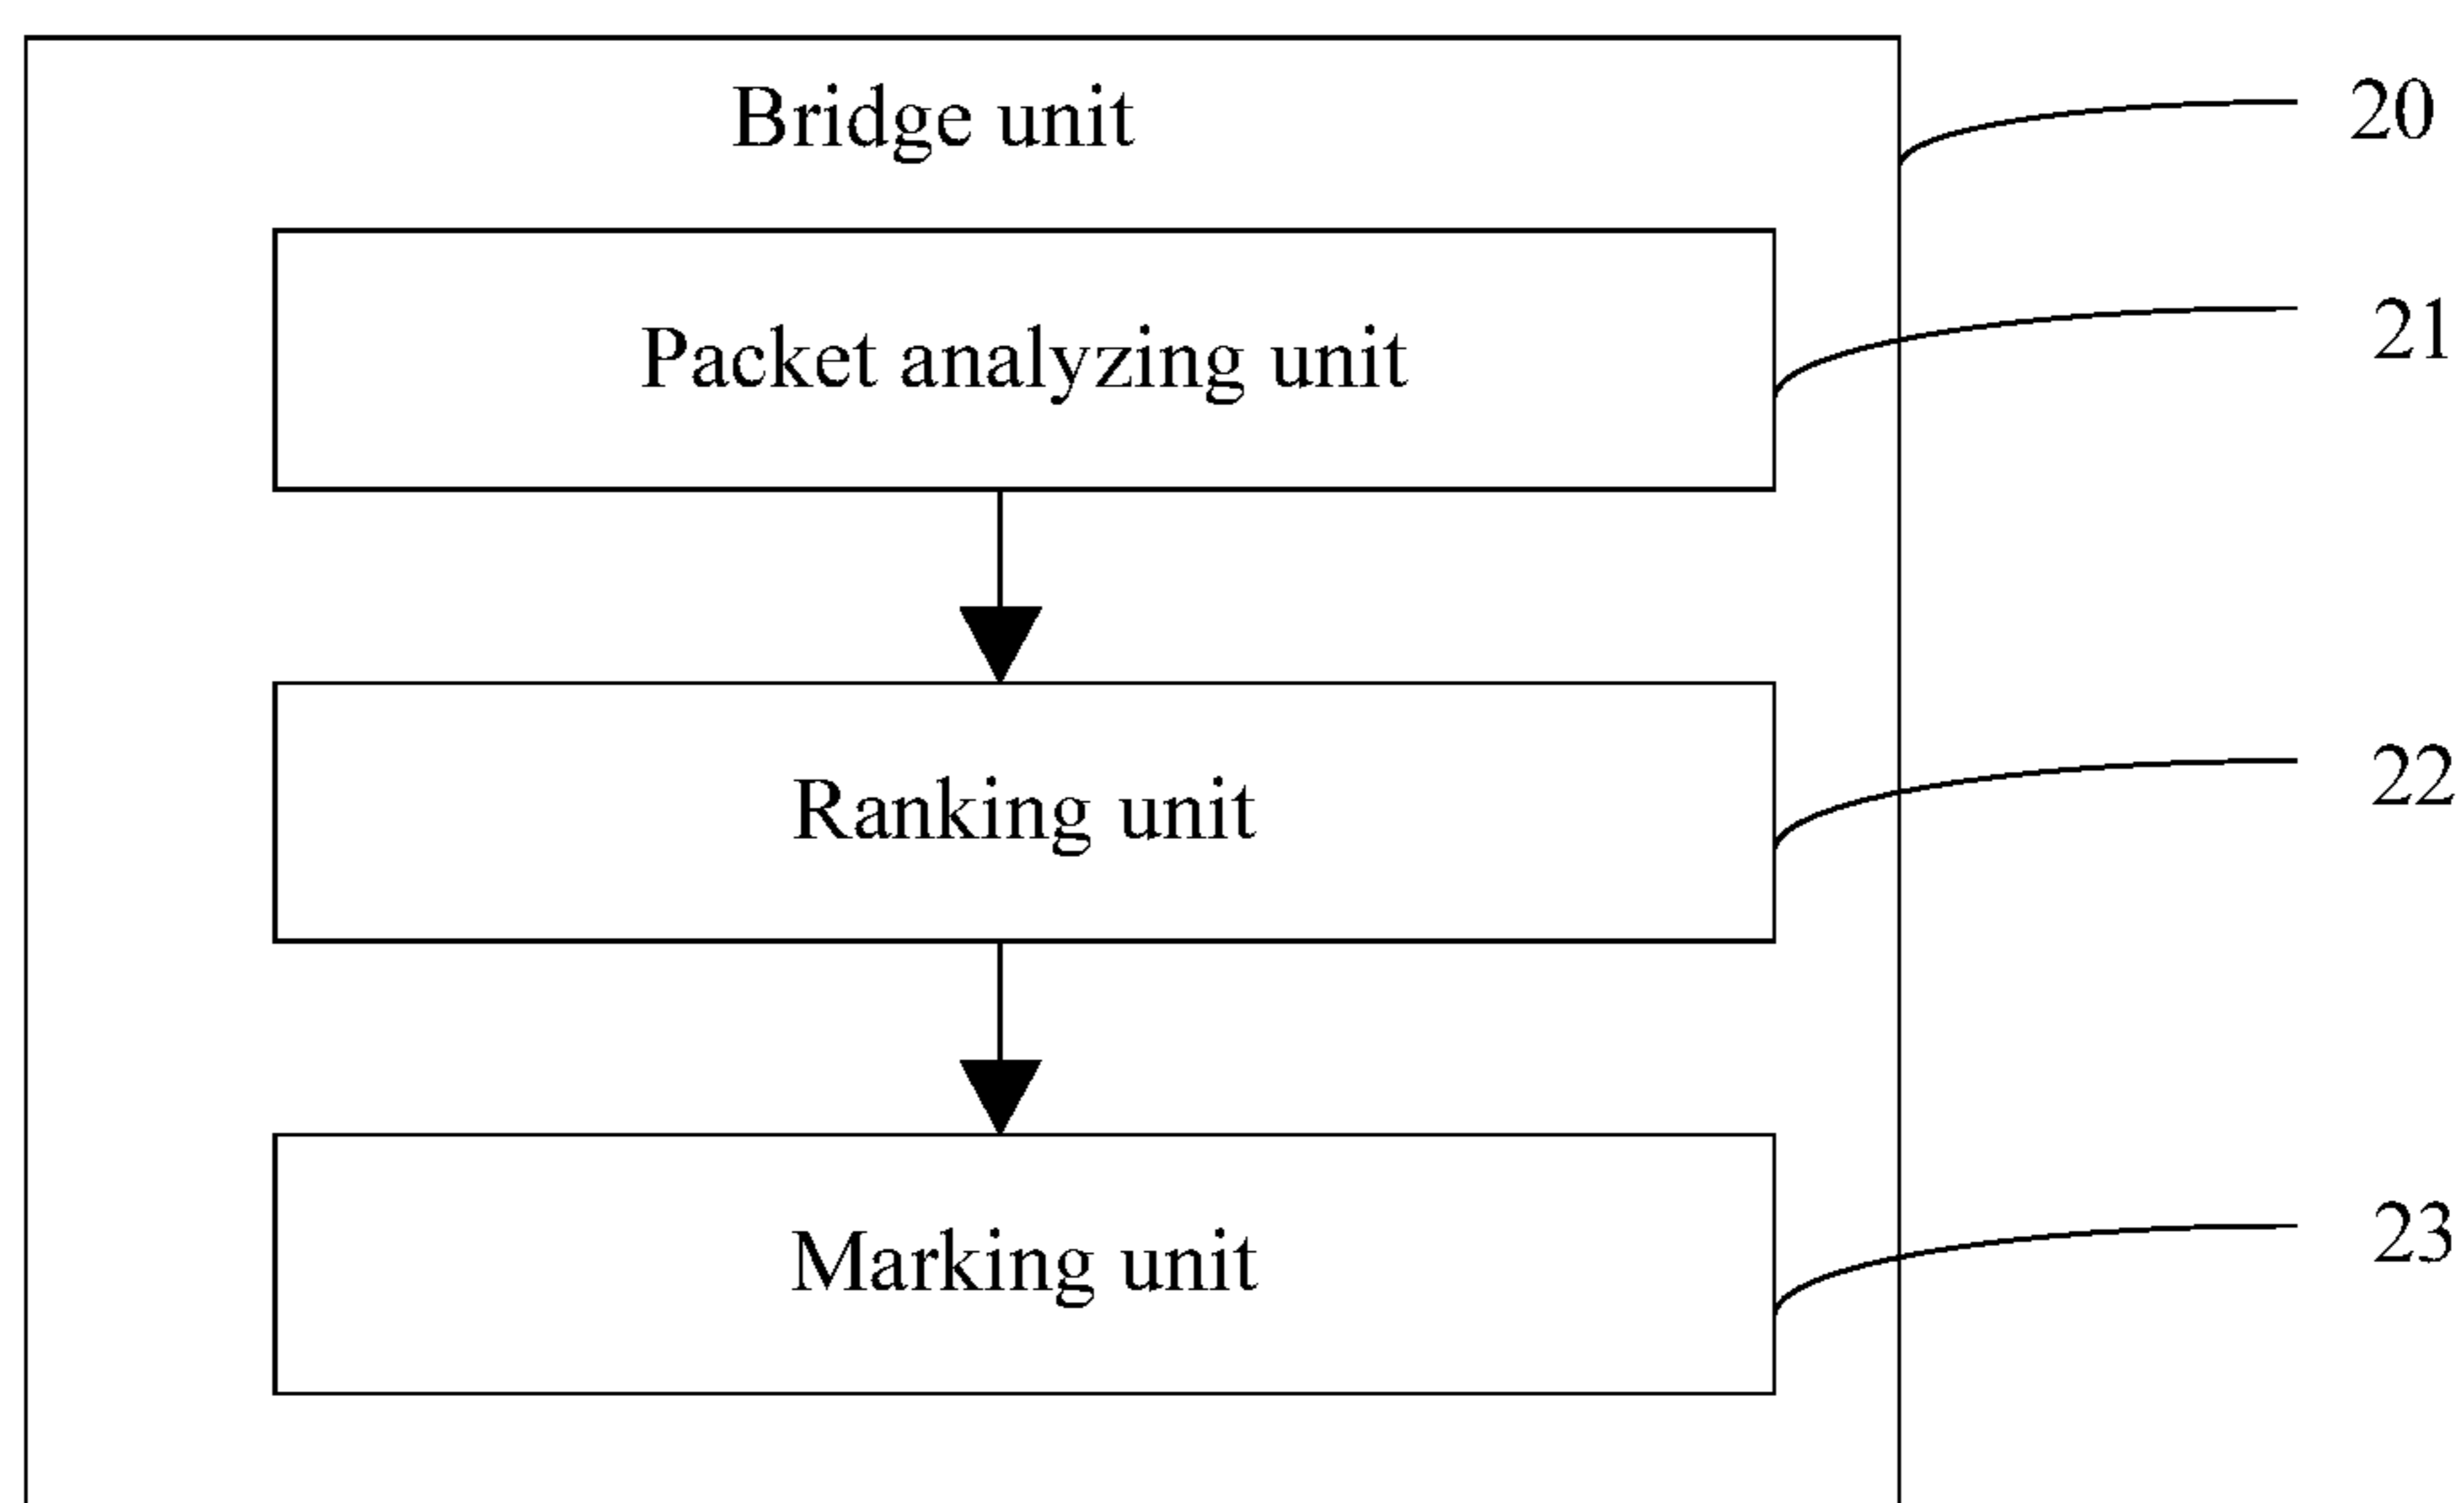 Bridge unit
20
Packet analyzing unit
21
Ranking unit
22
Marking unit
23